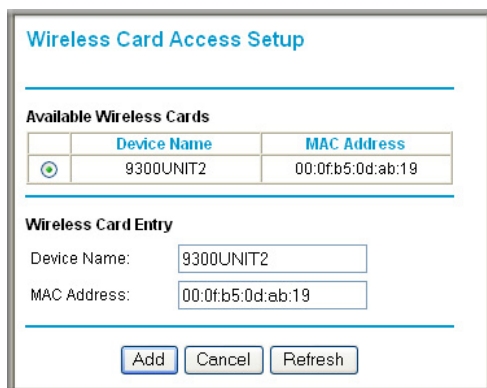 Wireless Card Access Setup
Available Wireless Cards
Device Name MAC Address
9300UNIT2 00:0f:b5:0d:ab:19
Wireless Card Entry
Device Name: 9300UNIT2
MAC Address: 00:0f:b5:0d:ab:19
Add Cancel Refresh